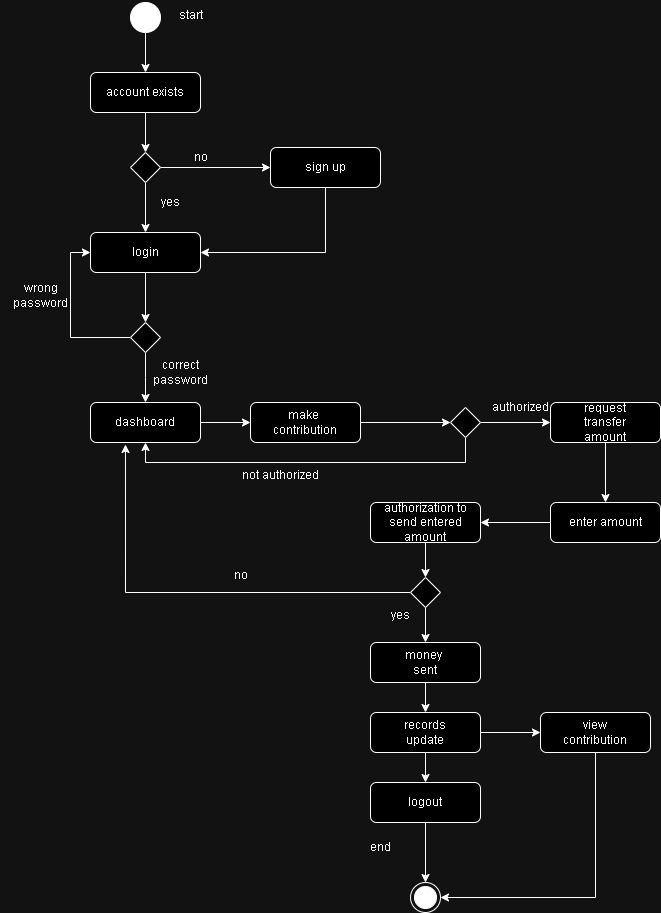 start
account exists
no
sign up
yes
login
wrong
password
correct
password
dashboard
make
contribution
authorized
request
transfer
amount
not authorized
authorization to
send entered
amount
enter amount
no
yes
money
sent
records
update
view
contribution
logout
end